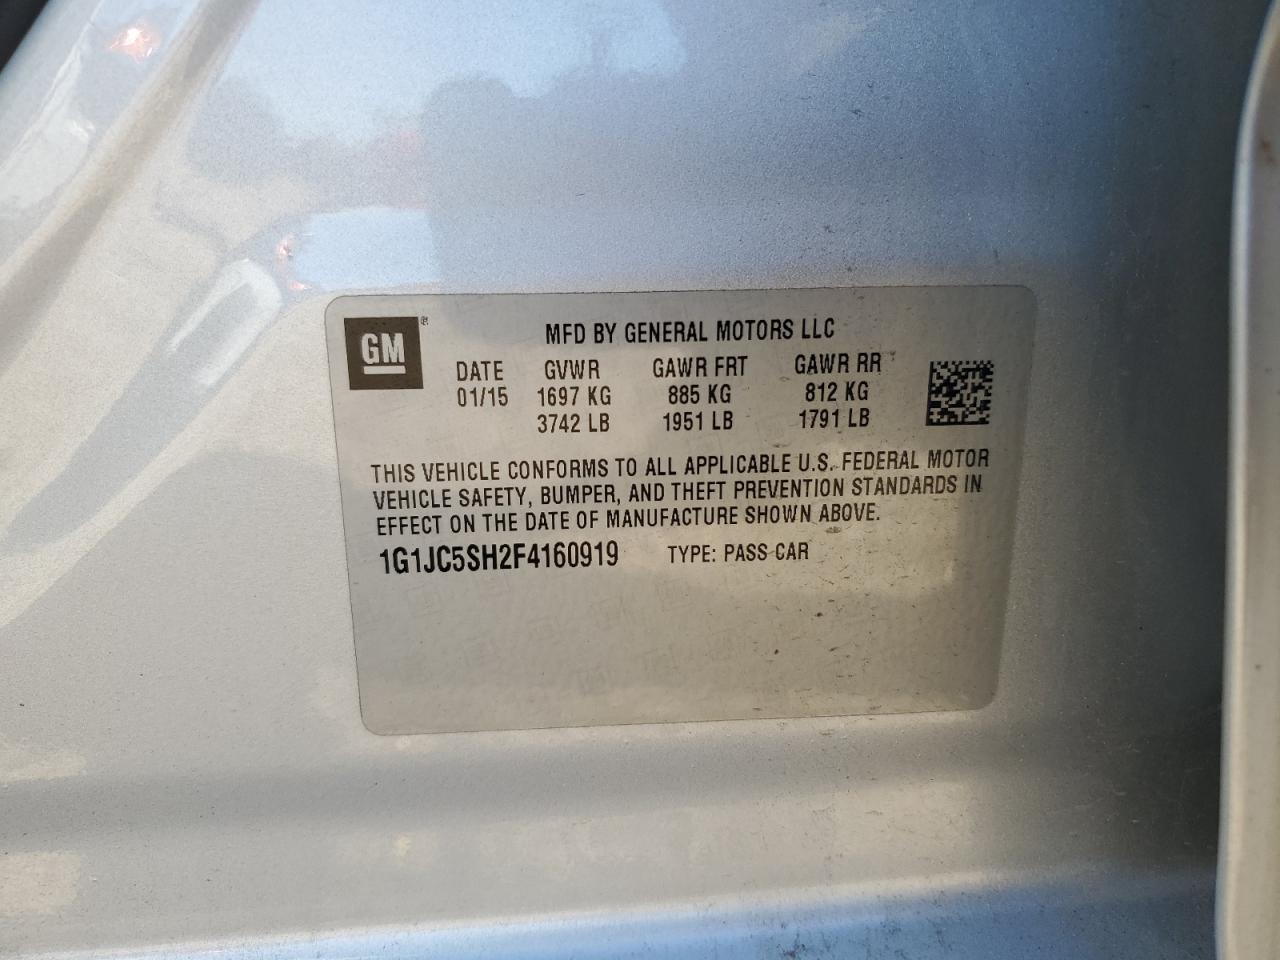 GM®
MFD BY GENERAL MOTORS LLC
DATE GVWR GAWR FRT GAWR RR
01/15 1697 KG 885 KG 812 KG
3742 LB 1951 LB 1791 LB
THIS VEHICLE CONFORMS TO ALL APPLICABLE U.S. FEDERAL MOTOR
VEHICLE SAFETY, BUMPER, AND THEFT PREVENTION STANDARDS IN
EFFECT ON THE DATE OF MANUFACTURE SHOWN ABOVE.
1G1JC5SH2F4160919 TYPE: PASS CAR